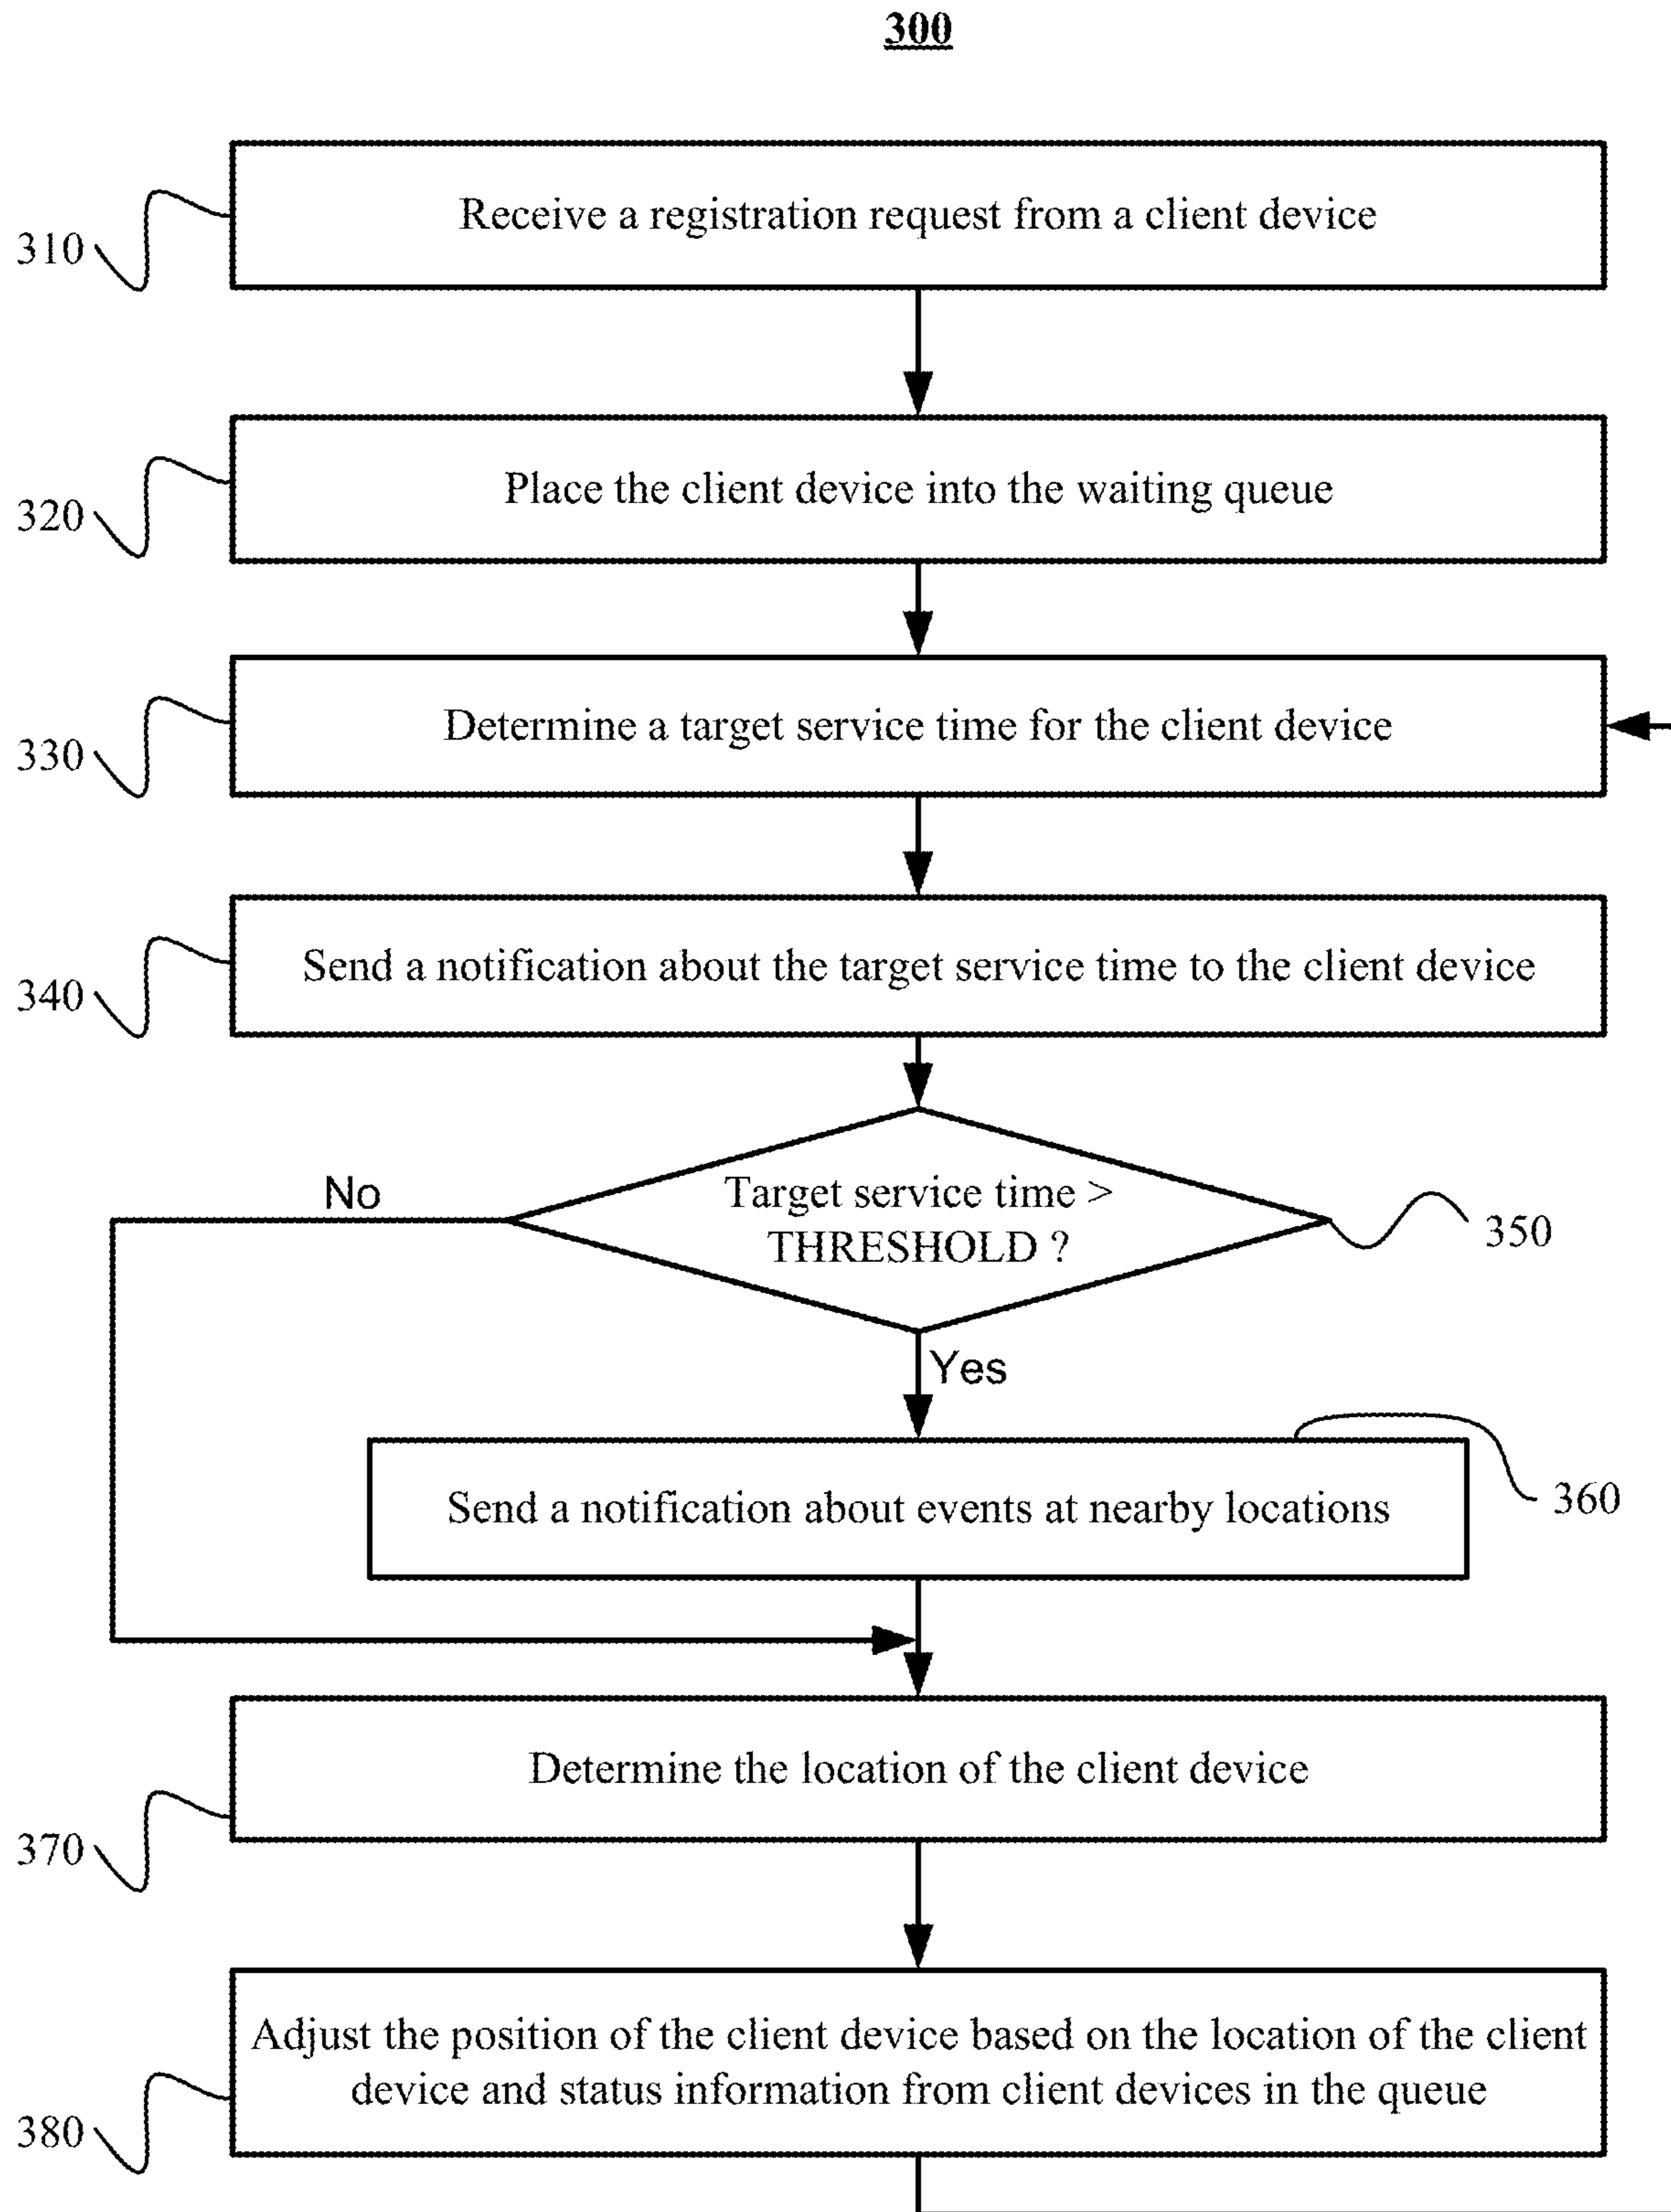 300
Receive a registration request from a client device
310
Place the client device into the waiting queue
320
Determine a target service time for the client device
330
Send a notification about the target service time to the client device
340
No
Target service time >
THRESHOLD ?
350
Yes
Send a notification about events at nearby locations
360
Determine the location of the client device
370
Adjust the position of the client device based on the location of the client
device and status information from client devices in the queue
380